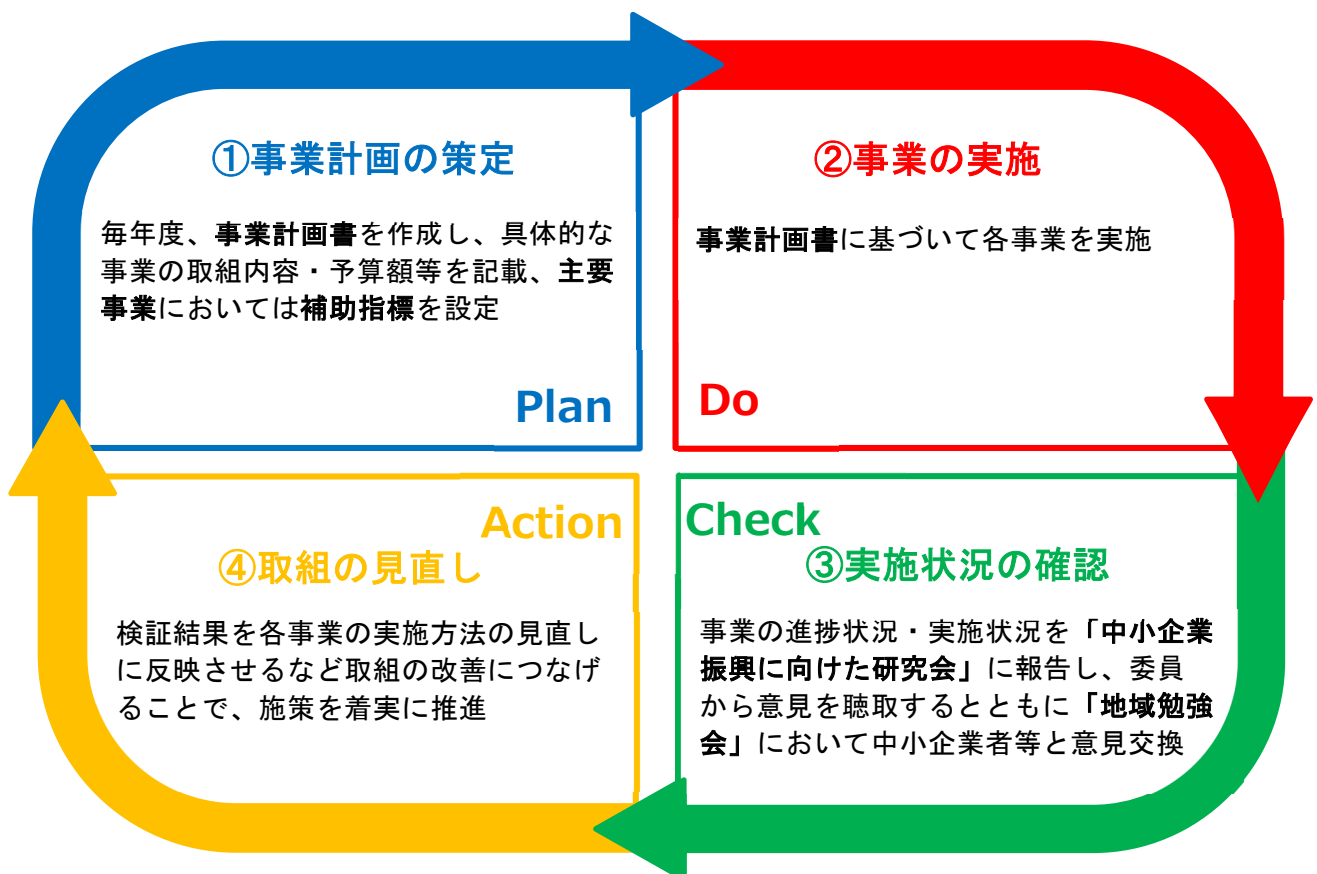 ①事業計画の策定
毎年度、事業計画書を作成し、具体的な
事業の取組内容・予算額等を記載、主要
事業においては補助指標を設定
Plan
②事業の実施
事業計画書に基づいて各事業を実施
Do
Check
③実施状況の確認
事業の進捗状況・実施状況を「中小企業
振興に向けた研究会」に報告し、委員
から意見を聴取するとともに「地域勉強
会」において中小企業者等と意見交換
Action
④取組の見直し
検証結果を各事業の実施方法の見直し
に反映させるなど取組の改善につなげ
ることで、施策を着実に推進